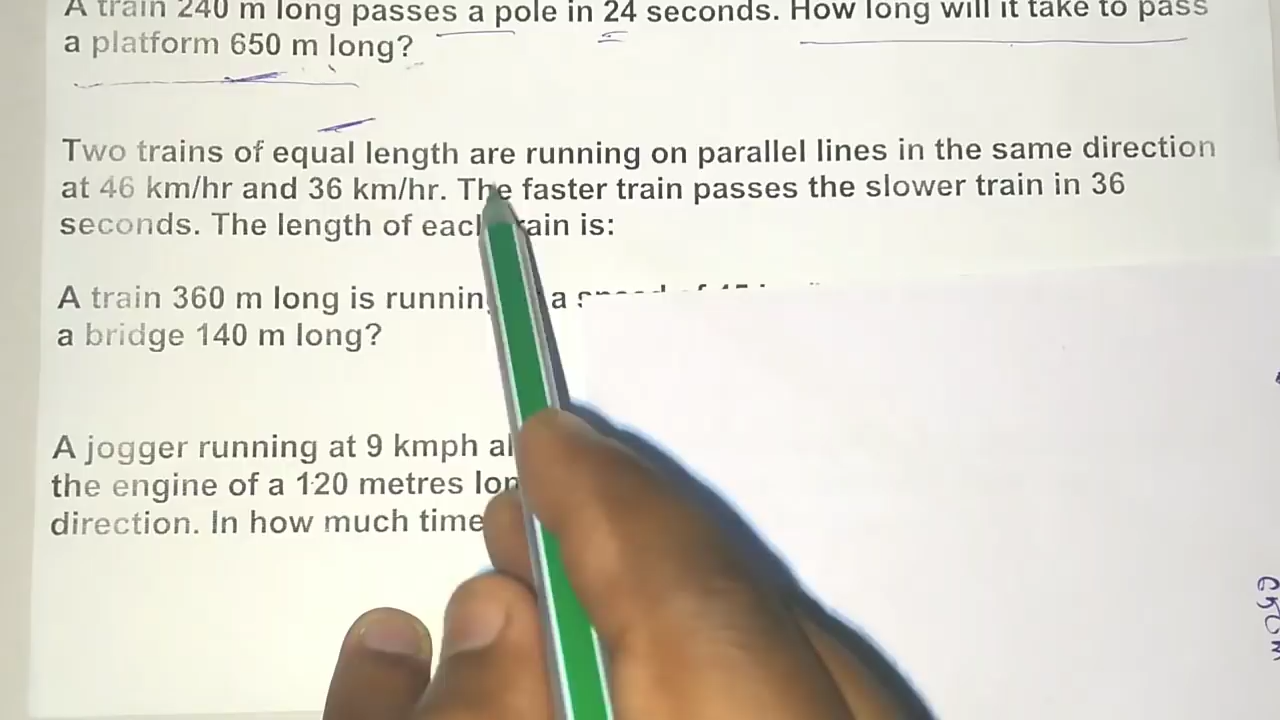 A train 240 m long passes a pole in 24 seconds. How long will it take to pass
a platform 650 m long?
Two trains of equal length are running on parallel lines in the same direction
at 46 km/hr and 36 km/hr. The faster train passes the slower train in 36
seconds. The length of each train is:
A train 360 m long is running a
a bridge 140 m long?
A jogger running at 9 kmph
the engine of a 120 metres
direction. In how much time
650m